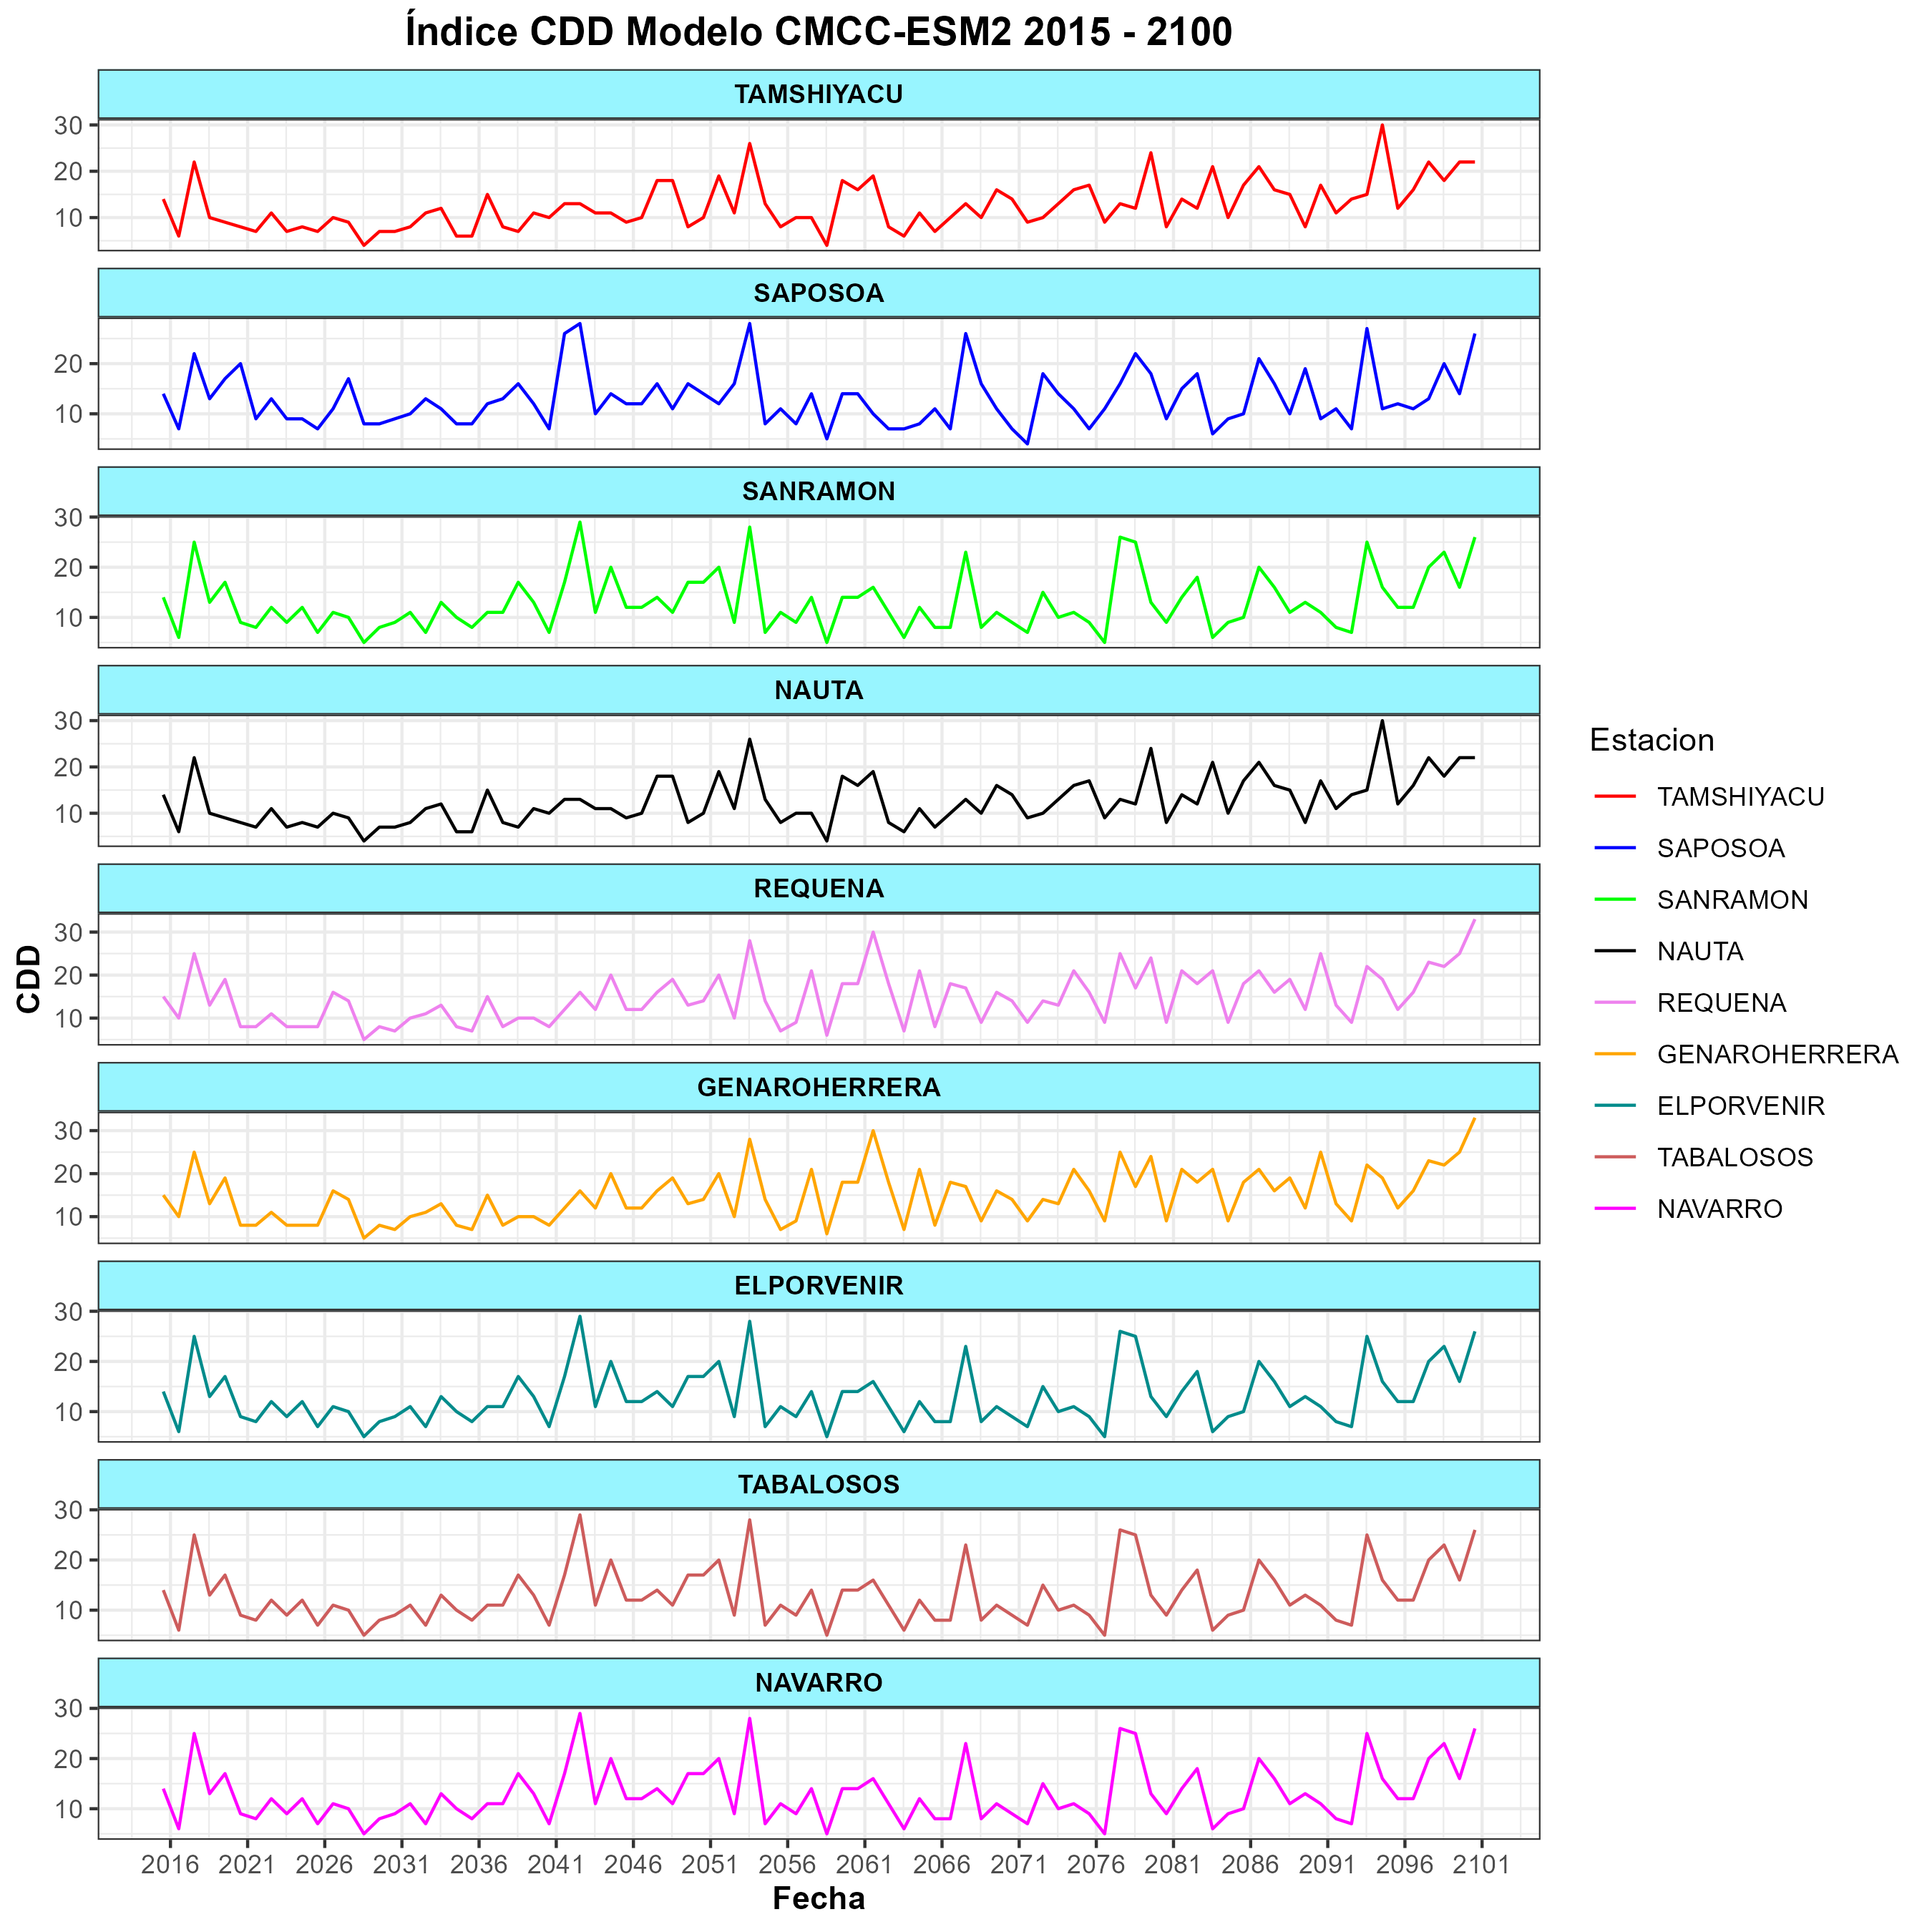 Índice CDD Modelo CMCC-ESM2 2015 - 2100
TAMSHIYACU
30
20
10
SAPOSOA
20
10
SANRAMON
30
20
10
NAUTA
30
20
10
REQUENA
30
20
10
GENAROHERRERA
30
20
10
ELPORVENIR
30
20
10
TABALOSOS
30
20
10
NAVARRO
30
20
10
2016 2021 2026 2031 2036 2041 2046 2051 2056 2061 2066 2071 2076 2081 2086 2091 2096 2101
Fecha
CDD
Estacion
TAMSHIYACU
SAPOSOA
SANRAMON
NAUTA
REQUENA
GENAROHERRERA
ELPORVENIR
TABALOSOS
NAVARRO